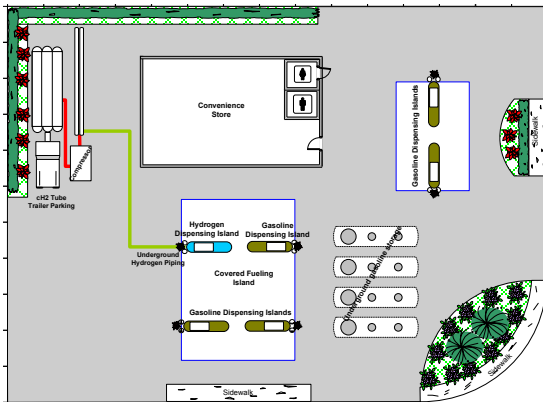 Convenience
Store
Gasoline Dispensing Islands
Sidewalk
Compressor
cH2 Tube
Trailer Parking
Hydrogen
Dispensing Island
Gasoline
Dispensing Island
Underground
Hydrogen Piping
Covered Fueling
Island
Underground gasoline storage
Gasoline Dispensing Islands
Sidewalk
Sidewalk